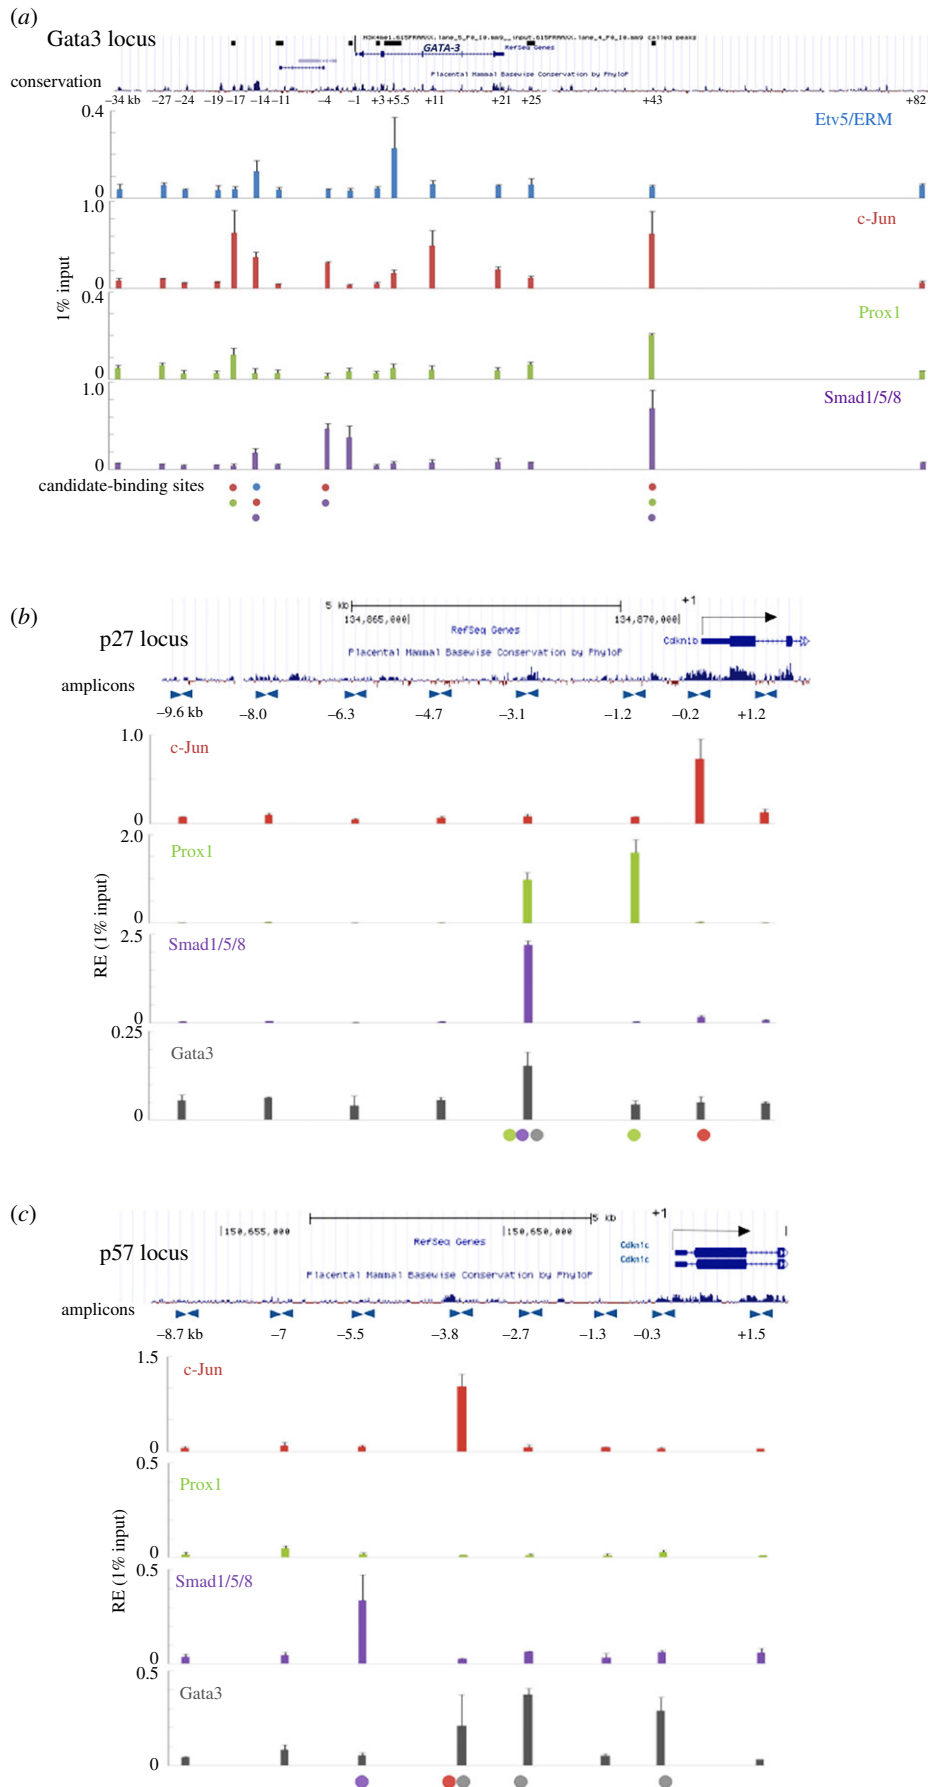 (a)
Gata3 locus
GATA-3
RefSeq Genes
Placental Mammal Basewise Conservation by PhyloP
conservation
−34 kb −27 −24 −19 −17 −14 −11 −4 −1 +3 +5.5 +11 +21 +25 +43 +82
0.4
Etv5/ERM
0
1.0
c-Jun
0
1% input
0.4
Prox1
0
1.0
Smad1/5/8
0
candidate-binding sites
(b)
+1
5 kb
134,865,000| 134,870,000|
p27 locus
RefSeq Genes
Cdkn1b
Placental Mammal Basewise Conservation by PhyloP
amplicons
−9.6 kb −8.0 −6.3 −4.7 −3.1 −1.2 −0.2 +1.2
1.0
c-Jun
0
2.0
Prox1
0
RE (1% input)
2.5
Smad1/5/8
0
0.25
Gata3
0
(c)
+1
5 kb
|150,655,000 |150,650,000
p57 locus
RefSeq Genes
Cdkn1c
Cdkn1c
Placental Mammal Basewise Conservation by PhyloP
amplicons
−8.7 kb −7 −5.5 −3.8 −2.7 −1.3 −0.3 +1.5
1.5
c-Jun
0
0.5
Prox1
0
RE (1% input)
0.5
Smad1/5/8
0
0.5
Gata3
0